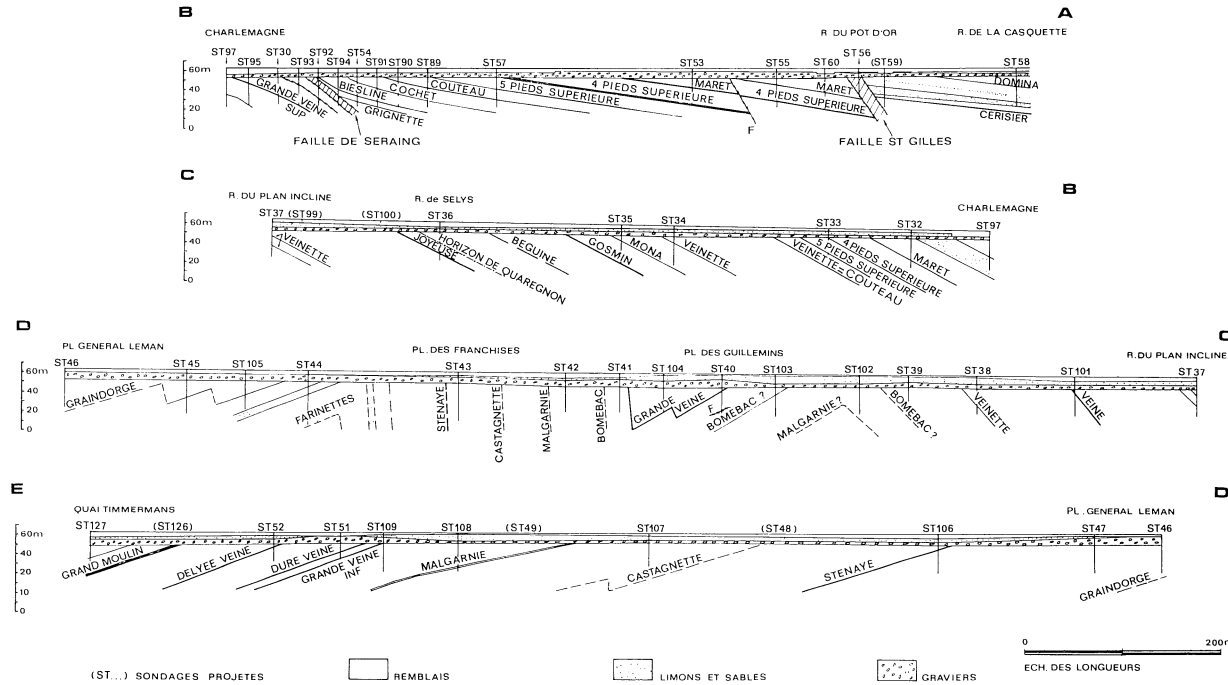 B A
CHARLEMAGNE R DU POT D'OR R. DE LA CASQUETTE
ST97 ST95 ST30 ST93 ST92 ST94 ST54 ST91 ST90 ST89 ST57 ST53 ST55 ST60 ST56 (ST59) ST58
60m
40
20
0
GRANDE VEINE SUP BIESLINE GRIGNETTE COCHET COUTEAU 5 PIEDS SUPERIEURE 4 PIEDS SUPERIEURE MARET 4 PIEDS SUPERIEURE MARET DOMINA CERISIER
F
FAILLE DE SERAING FAILLE ST GILLES
C B
R. DU PLAN INCLINE R. de SELYS CHARLEMAGNE
ST37 (ST99) (ST100) ST36 ST35 ST34 ST33 ST32 ST97
60m
40
20
0
VEINETTE JOYEUSE HORIZON DE QUAREGNON BEGUINE GOSMIN MONA VEINETTE VEINETTE=COUTEAU 5 PIEDS SUPERIEURE 4 PIEDS SUPERIEURE MARET
D C
PL GENERAL LEMAN PL. DES FRANCHISES PL DES GUILLEMINS R. DU PLAN INCLINE
ST46 ST45 ST105 ST44 ST43 ST42 ST41 ST104 ST40 ST103 ST102 ST39 ST38 ST101 ST37
60m
40
20
0
GRAINDORGE FARINETTES STENAYE CASTAGNETTE MALGARNIE BOMEBAC GRANDE VEINE F BOMEBAC ? MALGARNIE ? BOMEBAC ? VEINETTE VEINE
E D
QUAI TIMMERMANS PL. GENERAL LEMAN
ST127 (ST126) ST52 ST51 ST109 ST108 (ST49) ST107 (ST48) ST106 ST47 ST46
60m
40
20
10
0
GRAND MOULIN DELYEE VEINE DURE VEINE GRANDE VEINE INF MALGARNIE CASTAGNETTE STENAYE GRAINDORGE
0 200m
(ST...) SONDAGES PROJETES REMBLAIS LIMONS ET SABLES GRAVIERS ECH. DES LONGUEURS